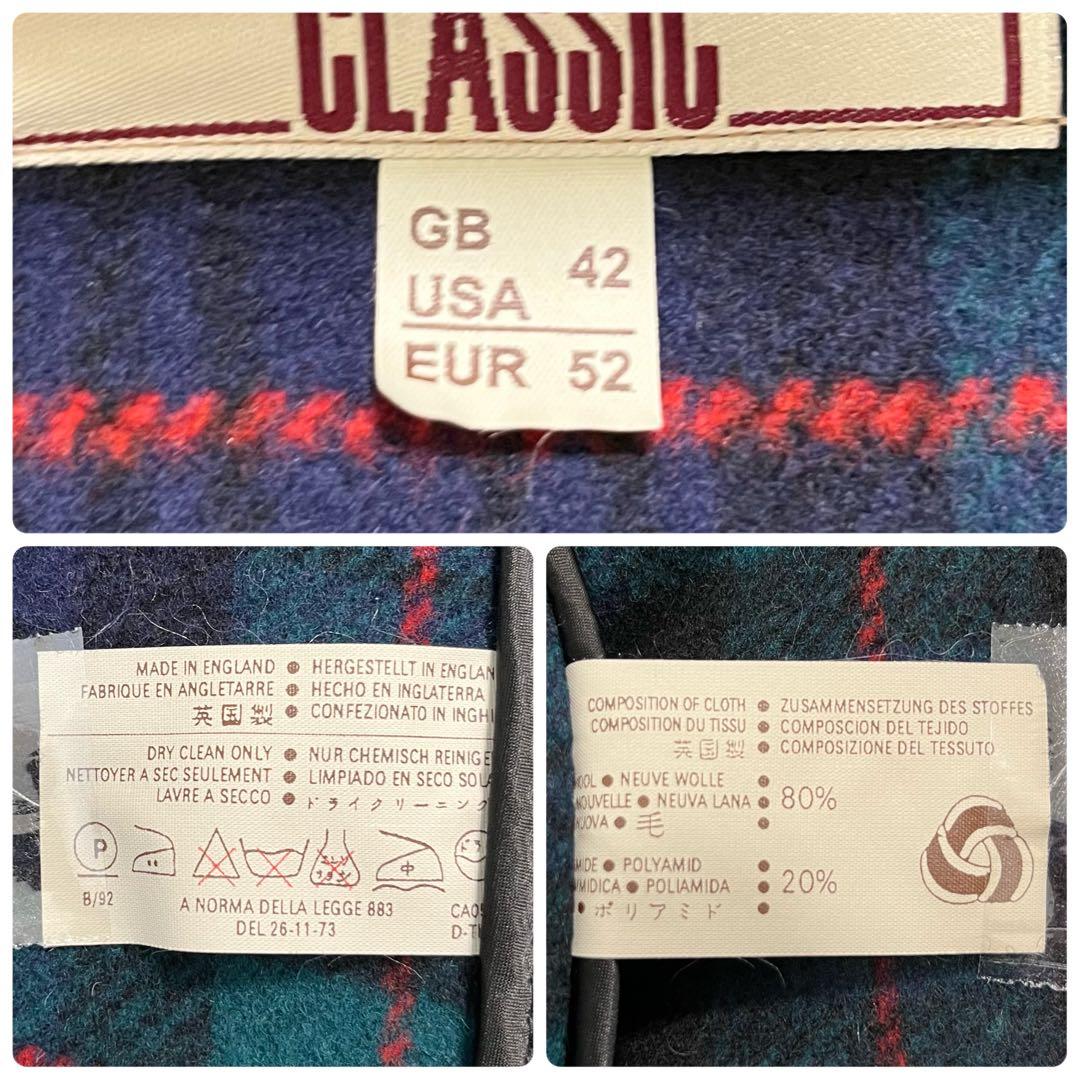 CLASSIC
GB
USA 42
EUR 52
MADE IN ENGLAND ● HERGESTELLT IN ENGLAN
FABRIQUE EN ANGLETARRE ● HECHO EN INGLATERRA
英国製 ● CONFEZIONATO IN INGHI
DRY CLEAN ONLY ● NUR CHEMISCH REINIGE
NETTOYER A SEC SEULEMENT ● LIMPIADO EN SECO SOLA
LAVRE A SECCO ● ドライクリーニング
P
中
B/92
A NORMA DELLA LEGGE 883
DEL 26-11-73
CA05
COMPOSITION OF CLOTH ● ZUSAMMENSETZUNG DES STOFFES
COMPOSITION DU TISSU ● COMPOSCION DEL TEJIDO
英国製 ● COMPOSIZIONE DEL TESSUTO
OOL ● NEUVE WOLLE ●
NOUVELLE ● NEUVA LANA ● 80%
NUOVA ● 毛 ●
MIDE ● POLYAMID ●
MMIDICA ● POLIAMIDA ● 20%
● ポリアミド ●